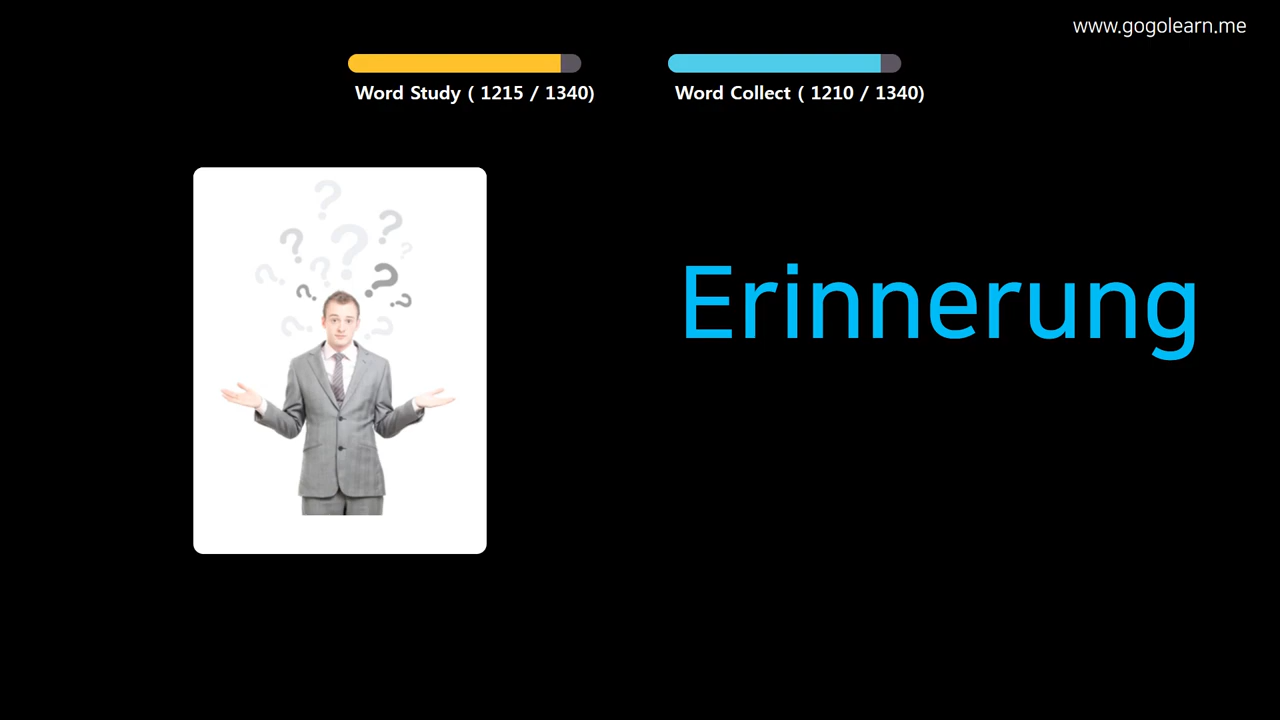 www.gogolearn.me
Word Study ( 1215 / 1340)
Word Collect ( 1210 / 1340)
? ? ? ? ? ? ? ? ? ? ? ?
Erinnerung